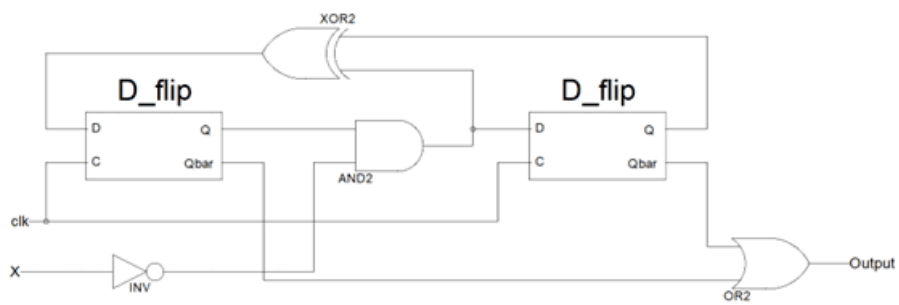 XOR2
D_flip
D_flip
D
Q
D
Q
C
Qbar
AND2
C
Qbar
clk
X
INV
Output
OR2